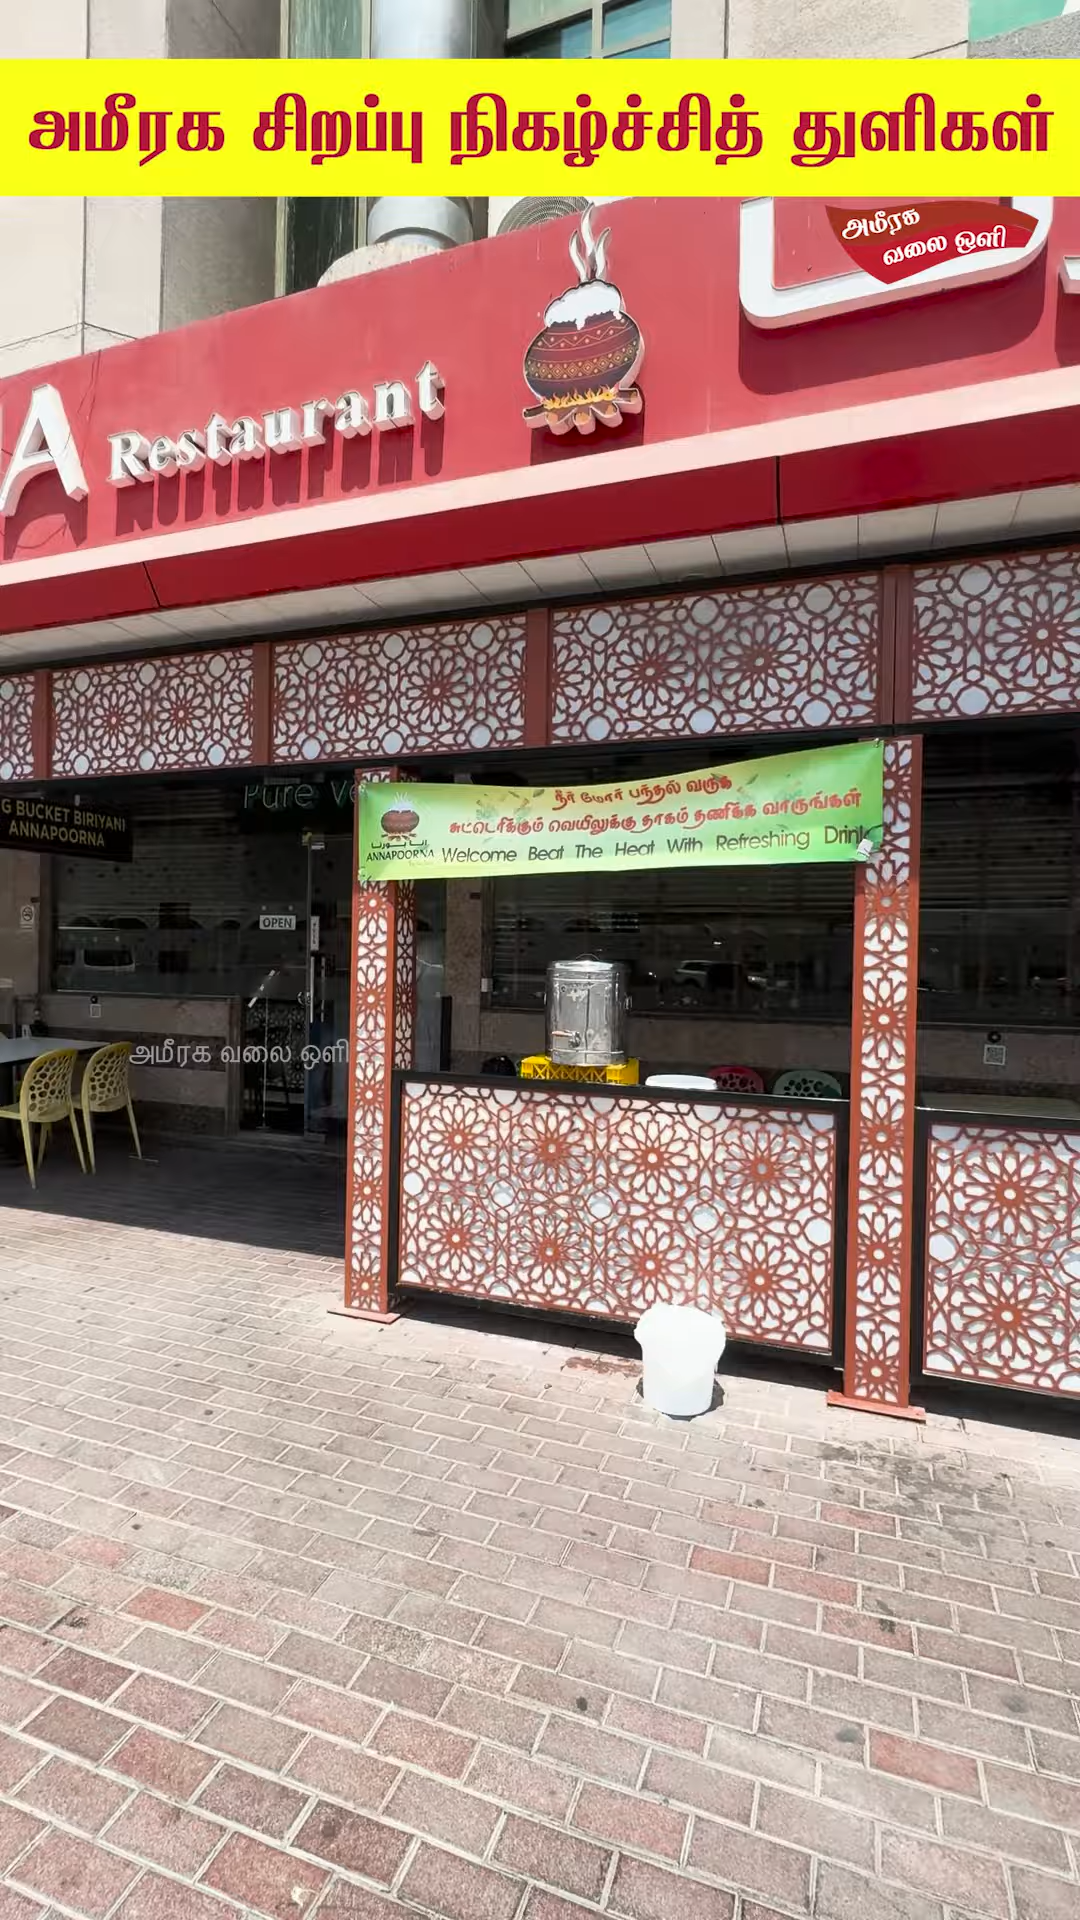 அமீரக சிறப்பு நிகழ்ச்சித் துளிகள்
அமீரக
வலை ஒளி
A Restaurant
Pure Ve
G BUCKET BIRIYANI
ANNAPOORNA
நீர் மோர் பந்தல் வருக
சுட்டெரிக்கும் வெயிலுக்கு தாகம் தணிக்க வாருங்கள்
Welcome Beat The Heat With Refreshing Drink
ANNAPOORNA
OPEN
அமீரக வலை ஒளி